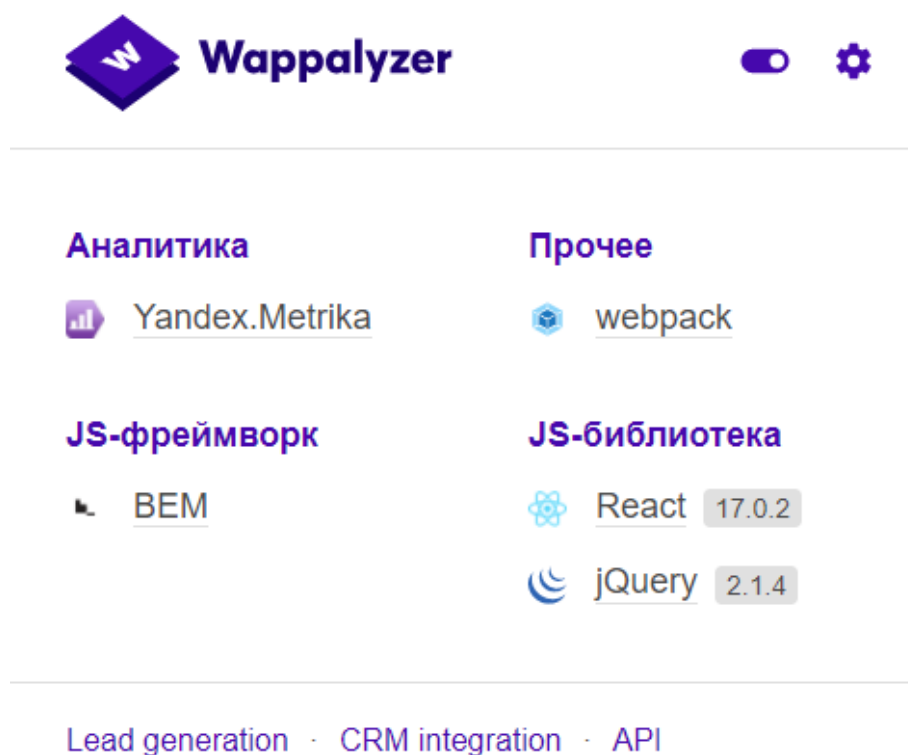 W Wappalyzer
Аналитика
Yandex.Metrika
Прочее
webpack
JS-фреймворк
BEM
JS-библиотека
React 17.0.2
jQuery 2.1.4
Lead generation · CRM integration · API